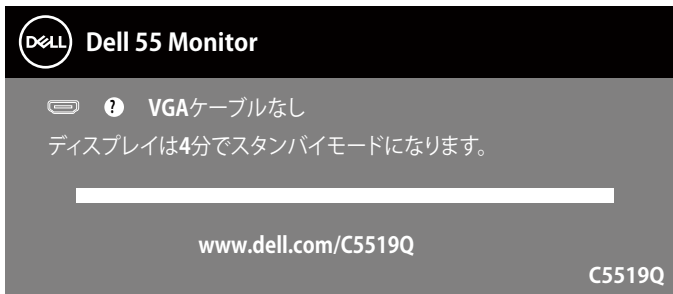 DELL Dell 55 Monitor
? VGAケーブルなし
ディスプレイは4分でスタンバイモードになります。
www.dell.com/C5519Q
C5519Q